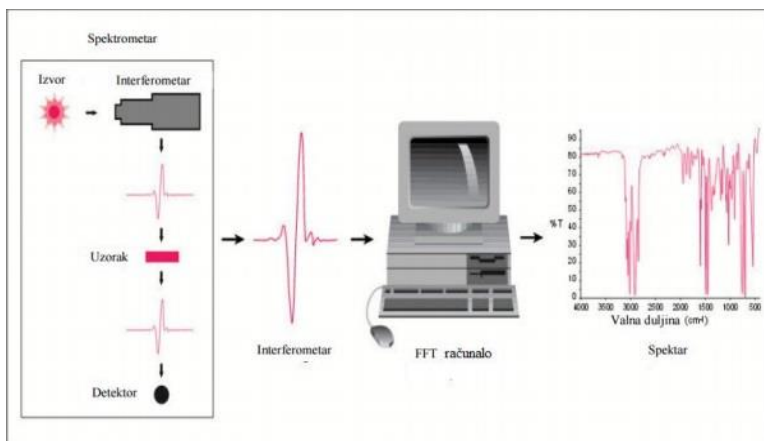 Spektrometar
Izvor
Interferometar
Uzorak
Detektor
Interferometar
FFT računalo
%T
90
80
70
60
50
40
30
20
10
0
4000 3500 3000 2500 2000 1500 1000 500
Valna duljina (cm-1)
Spektar